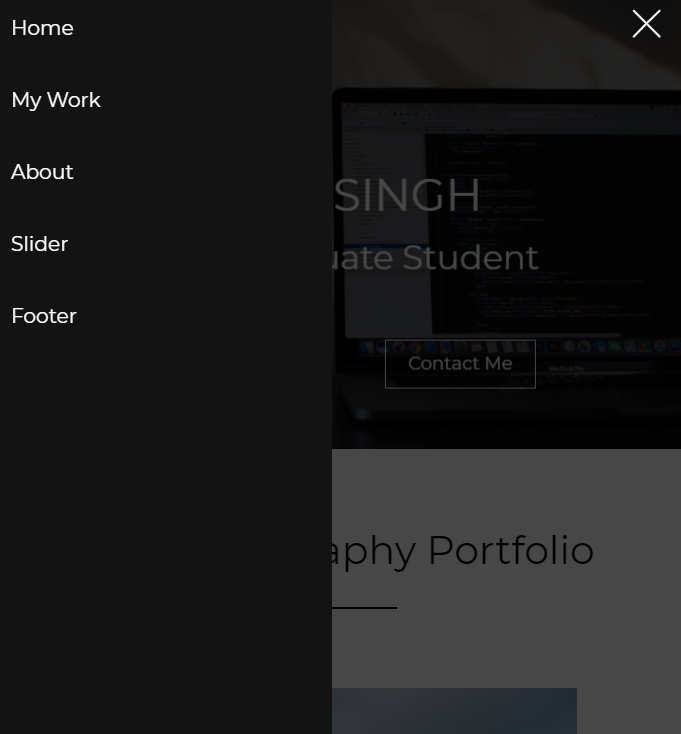 Home
My Work
About
Slider
Footer
SINGH
uate Student
Contact Me
aphy Portfolio